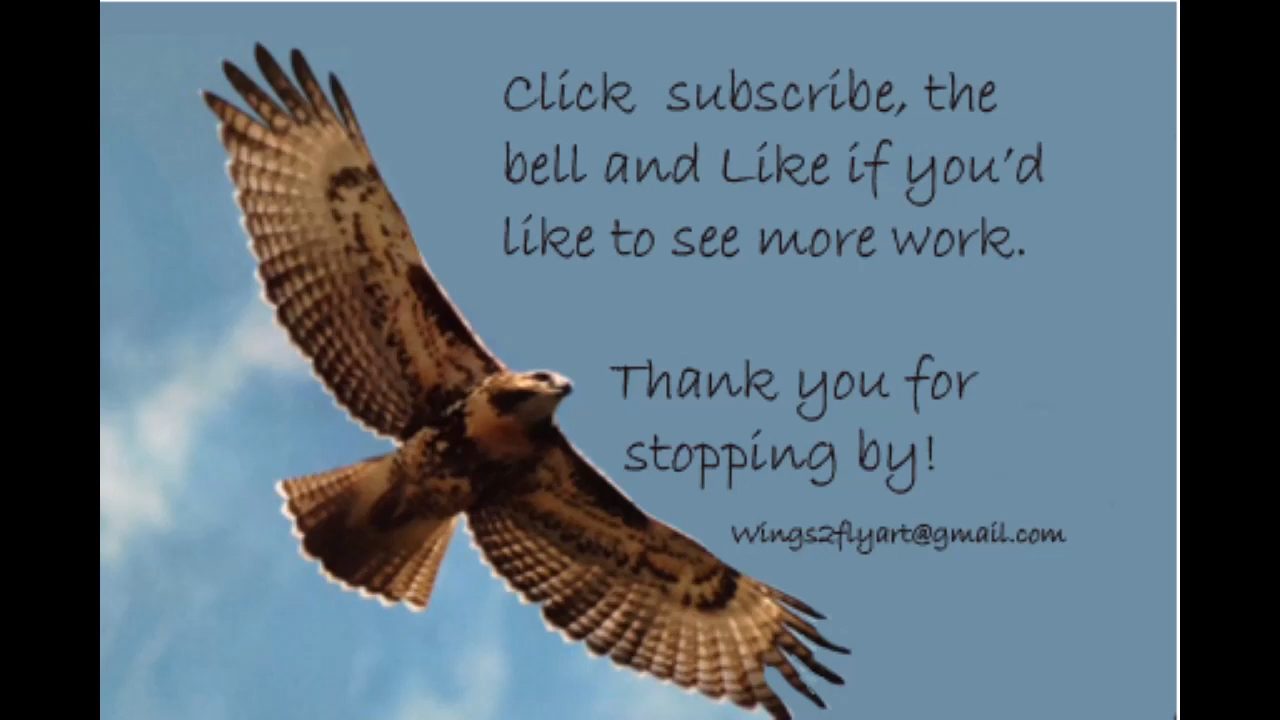 Click subscribe, the
bell and Like if you'd
like to see more work.
Thank you for
stopping by!
Wings2flyart@gmail.com